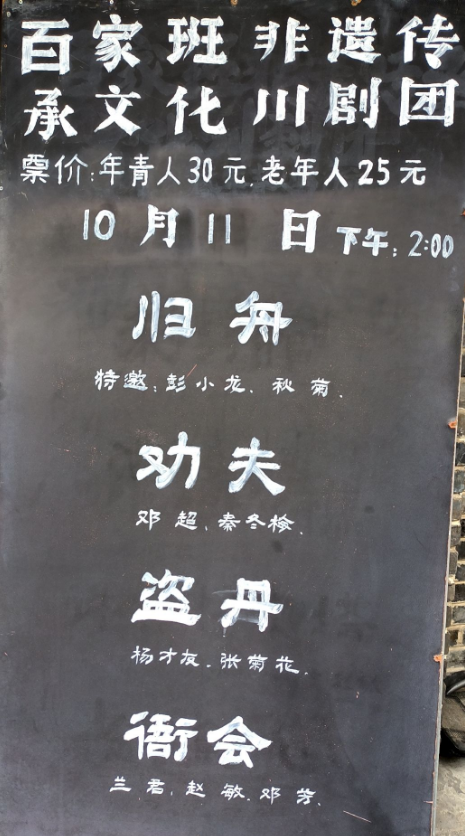 百家班非遗传
承文化川剧团
票价:年青人30元.老年人25元
10月11日下午:2:00
归舟
特邀:彭小龙、秋菊.
劝夫
邓超、秦冬梅.
盗丹
杨才友.张菊花.
衙会
兰君.赵敏.邓芳.